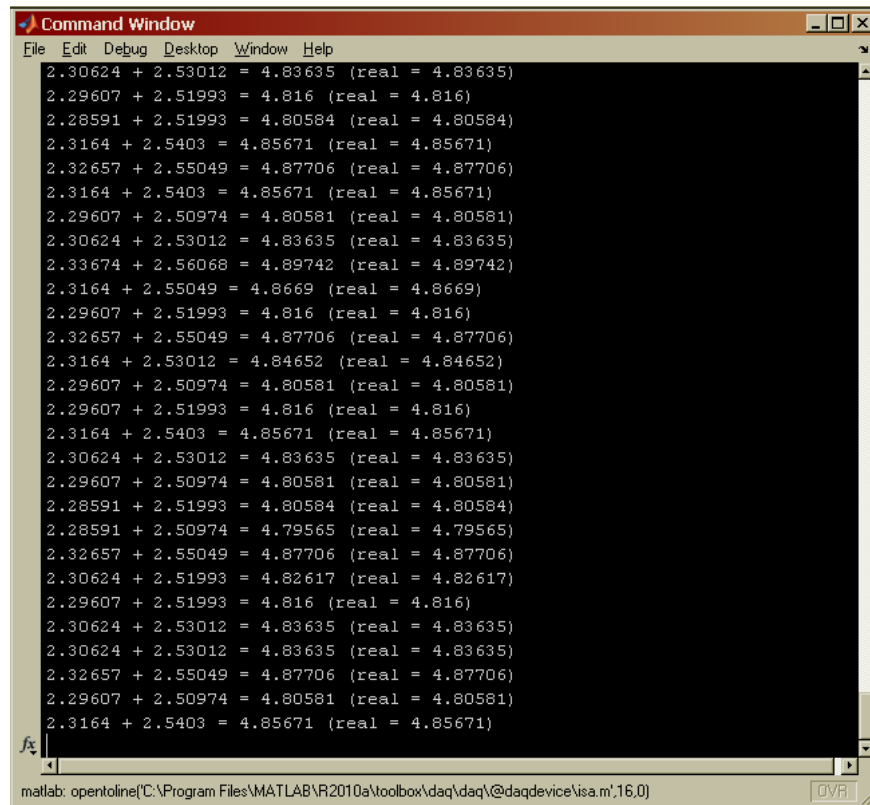 Command Window
File Edit Debug Desktop Window Help
2.30624 + 2.53012 = 4.83635 (real = 4.83635)
2.29607 + 2.51993 = 4.816 (real = 4.816)
2.28591 + 2.51993 = 4.80584 (real = 4.80584)
2.3164 + 2.5403 = 4.85671 (real = 4.85671)
2.32657 + 2.55049 = 4.87706 (real = 4.87706)
2.3164 + 2.5403 = 4.85671 (real = 4.85671)
2.29607 + 2.50974 = 4.80581 (real = 4.80581)
2.30624 + 2.53012 = 4.83635 (real = 4.83635)
2.33674 + 2.56068 = 4.89742 (real = 4.89742)
2.3164 + 2.55049 = 4.8669 (real = 4.8669)
2.29607 + 2.51993 = 4.816 (real = 4.816)
2.32657 + 2.55049 = 4.87706 (real = 4.87706)
2.3164 + 2.53012 = 4.84652 (real = 4.84652)
2.29607 + 2.50974 = 4.80581 (real = 4.80581)
2.29607 + 2.51993 = 4.816 (real = 4.816)
2.3164 + 2.5403 = 4.85671 (real = 4.85671)
2.30624 + 2.53012 = 4.83635 (real = 4.83635)
2.29607 + 2.50974 = 4.80581 (real = 4.80581)
2.28591 + 2.51993 = 4.80584 (real = 4.80584)
2.28591 + 2.50974 = 4.79565 (real = 4.79565)
2.32657 + 2.55049 = 4.87706 (real = 4.87706)
2.30624 + 2.51993 = 4.82617 (real = 4.82617)
2.29607 + 2.51993 = 4.816 (real = 4.816)
2.30624 + 2.53012 = 4.83635 (real = 4.83635)
2.30624 + 2.53012 = 4.83635 (real = 4.83635)
2.32657 + 2.55049 = 4.87706 (real = 4.87706)
2.29607 + 2.50974 = 4.80581 (real = 4.80581)
2.3164 + 2.5403 = 4.85671 (real = 4.85671)
fx
matlab: opentoline('C:\Program Files\MATLAB\R2010a\toolbox\daq\daq\@daqdevice\isa.m',16,0) OVR